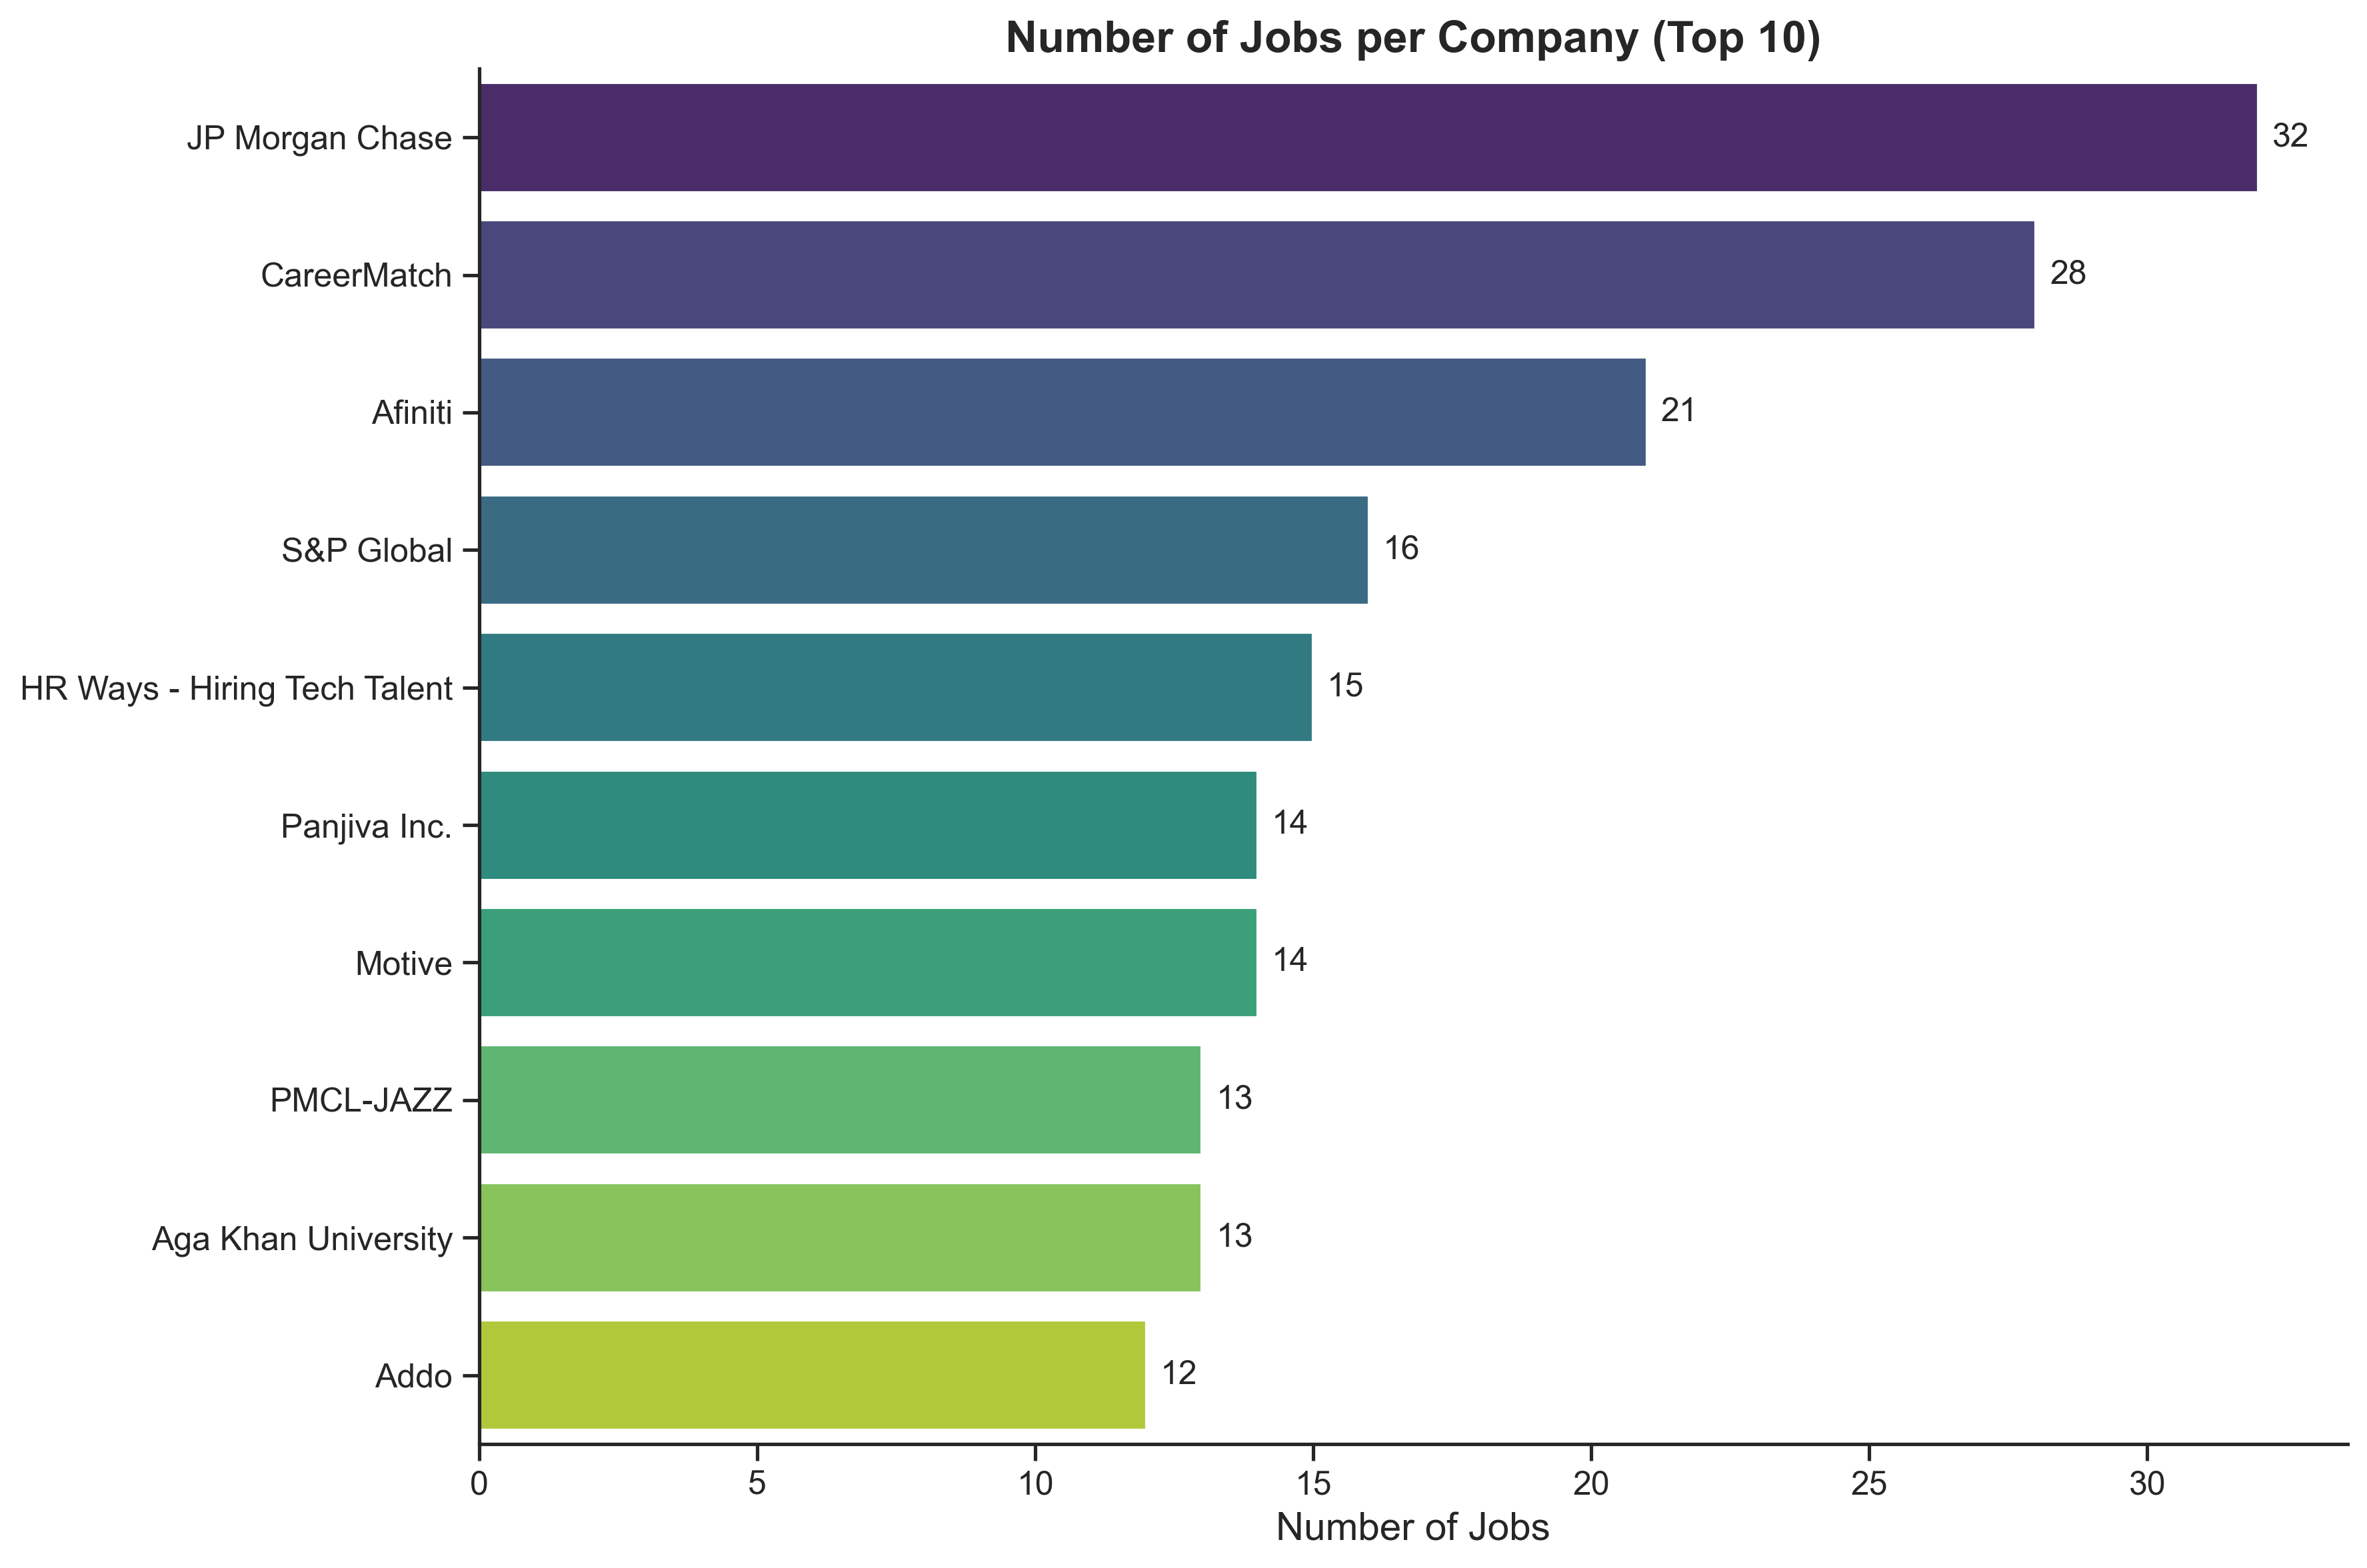 Number of Jobs per Company (Top 10)
JP Morgan Chase 32
CareerMatch 28
Afiniti 21
S&P Global 16
HR Ways - Hiring Tech Talent 15
Panjiva Inc. 14
Motive 14
PMCL-JAZZ 13
Aga Khan University 13
Addo 12
0 5 10 15 20 25 30
Number of Jobs